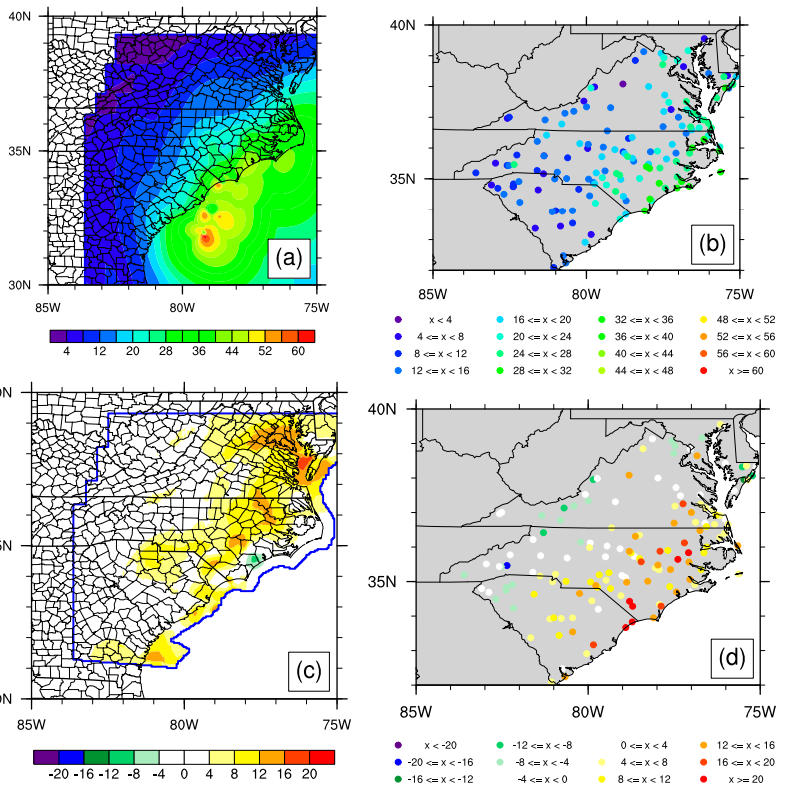 40N
35N
30N
85W 80W 75W
(a)
4 12 20 28 36 44 52 60
40N
35N
85W 80W 75W
(b)
x < 4 16 <= x < 20 32 <= x < 36 48 <= x < 52
4 <= x < 8 20 <= x < 24 36 <= x < 40 52 <= x < 56
8 <= x < 12 24 <= x < 28 40 <= x < 44 56 <= x < 60
12 <= x < 16 28 <= x < 32 44 <= x < 48 x >= 60
0N
5N
0N
85W 80W 75W
(c)
-20 -16 -12 -8 -4 0 4 8 12 16 20
40N
35N
85W 80W 75W
(d)
x < -20 -12 <= x < -8 0 <= x < 4 12 <= x < 16
-20 <= x < -16 -8 <= x < -4 4 <= x < 8 16 <= x < 20
-16 <= x < -12 -4 <= x < 0 8 <= x < 12 x >= 20